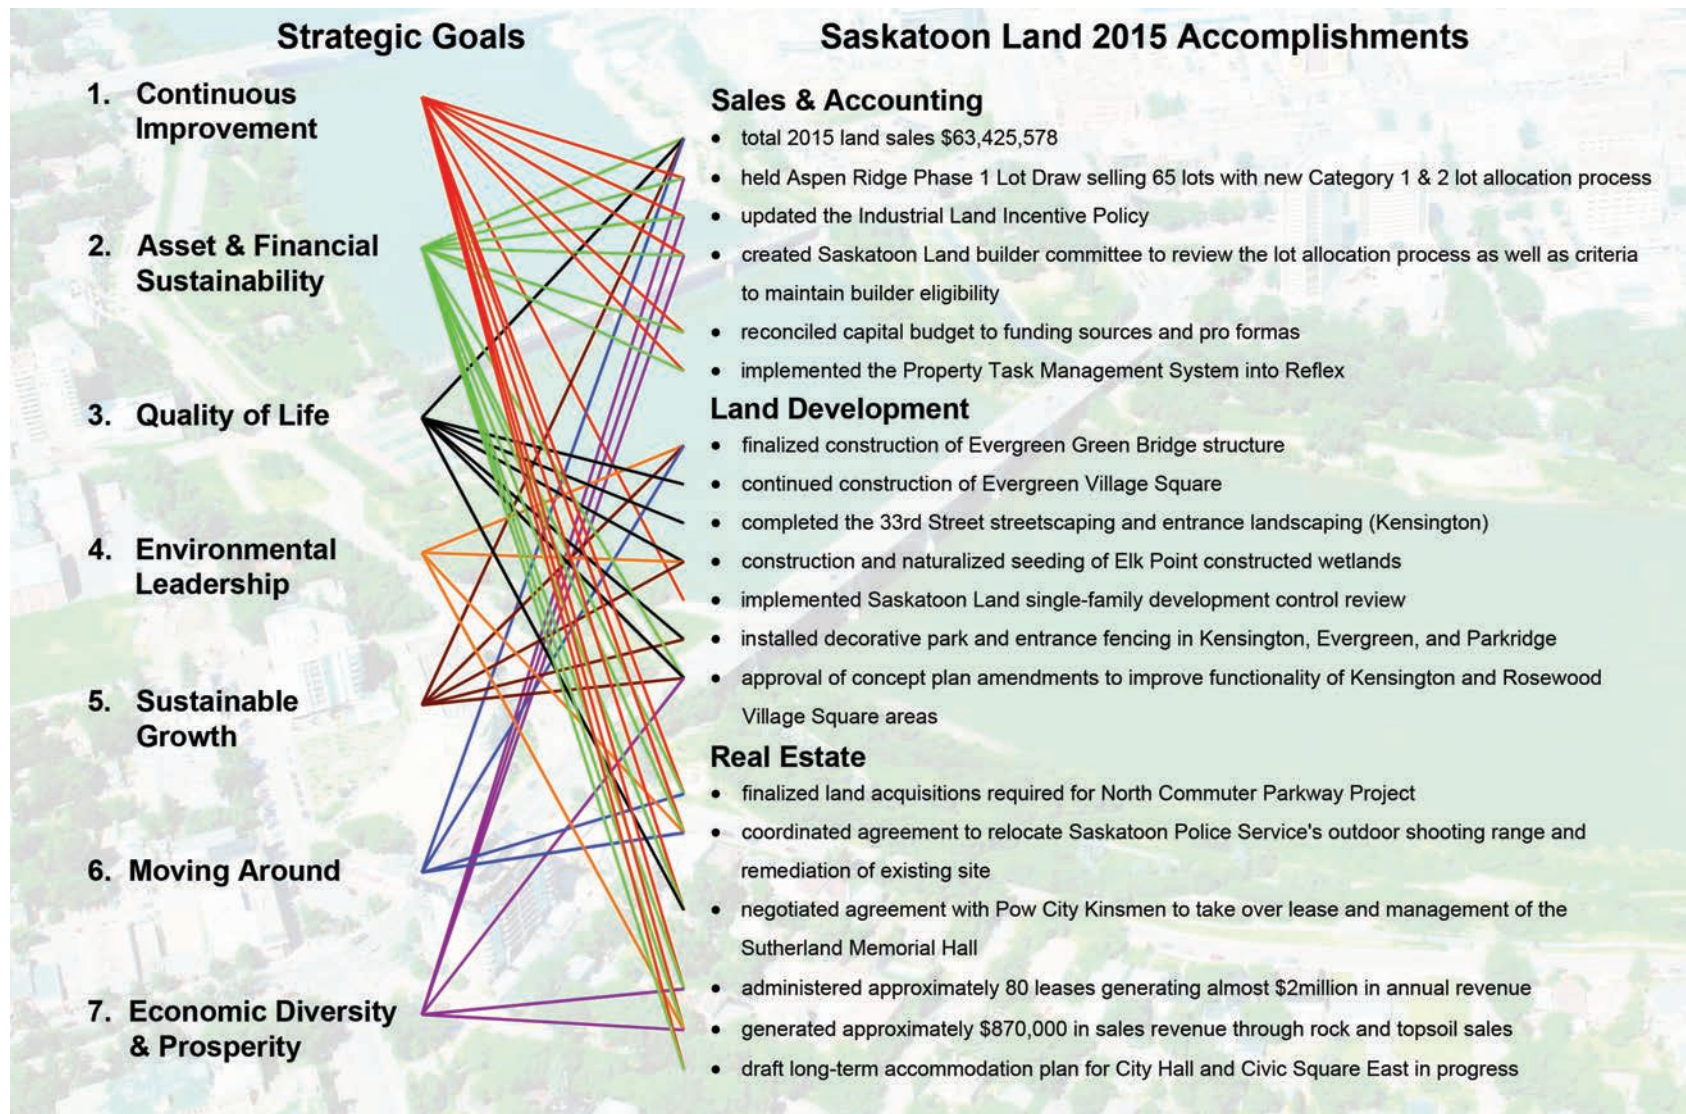 Strategic Goals
1. Continuous
Improvement
2. Asset & Financial
Sustainability
3. Quality of Life
4. Environmental
Leadership
5. Sustainable
Growth
6. Moving Around
7. Economic Diversity
& Prosperity
Saskatoon Land 2015 Accomplishments
Sales & Accounting
• total 2015 land sales $63,425,578
• held Aspen Ridge Phase 1 Lot Draw selling 65 lots with new Category 1 & 2 lot allocation process
• updated the Industrial Land Incentive Policy
• created Saskatoon Land builder committee to review the lot allocation process as well as criteria
to maintain builder eligibility
• reconciled capital budget to funding sources and pro formas
• implemented the Property Task Management System into Reflex
Land Development
• finalized construction of Evergreen Green Bridge structure
• continued construction of Evergreen Village Square
• completed the 33rd Street streetscaping and entrance landscaping (Kensington)
• construction and naturalized seeding of Elk Point constructed wetlands
• implemented Saskatoon Land single-family development control review
• installed decorative park and entrance fencing in Kensington, Evergreen, and Parkridge
• approval of concept plan amendments to improve functionality of Kensington and Rosewood
Village Square areas
Real Estate
• finalized land acquisitions required for North Commuter Parkway Project
• coordinated agreement to relocate Saskatoon Police Service's outdoor shooting range and
remediation of existing site
• negotiated agreement with Pow City Kinsmen to take over lease and management of the
Sutherland Memorial Hall
• administered approximately 80 leases generating almost $2million in annual revenue
• generated approximately $870,000 in sales revenue through rock and topsoil sales
• draft long-term accommodation plan for City Hall and Civic Square East in progress